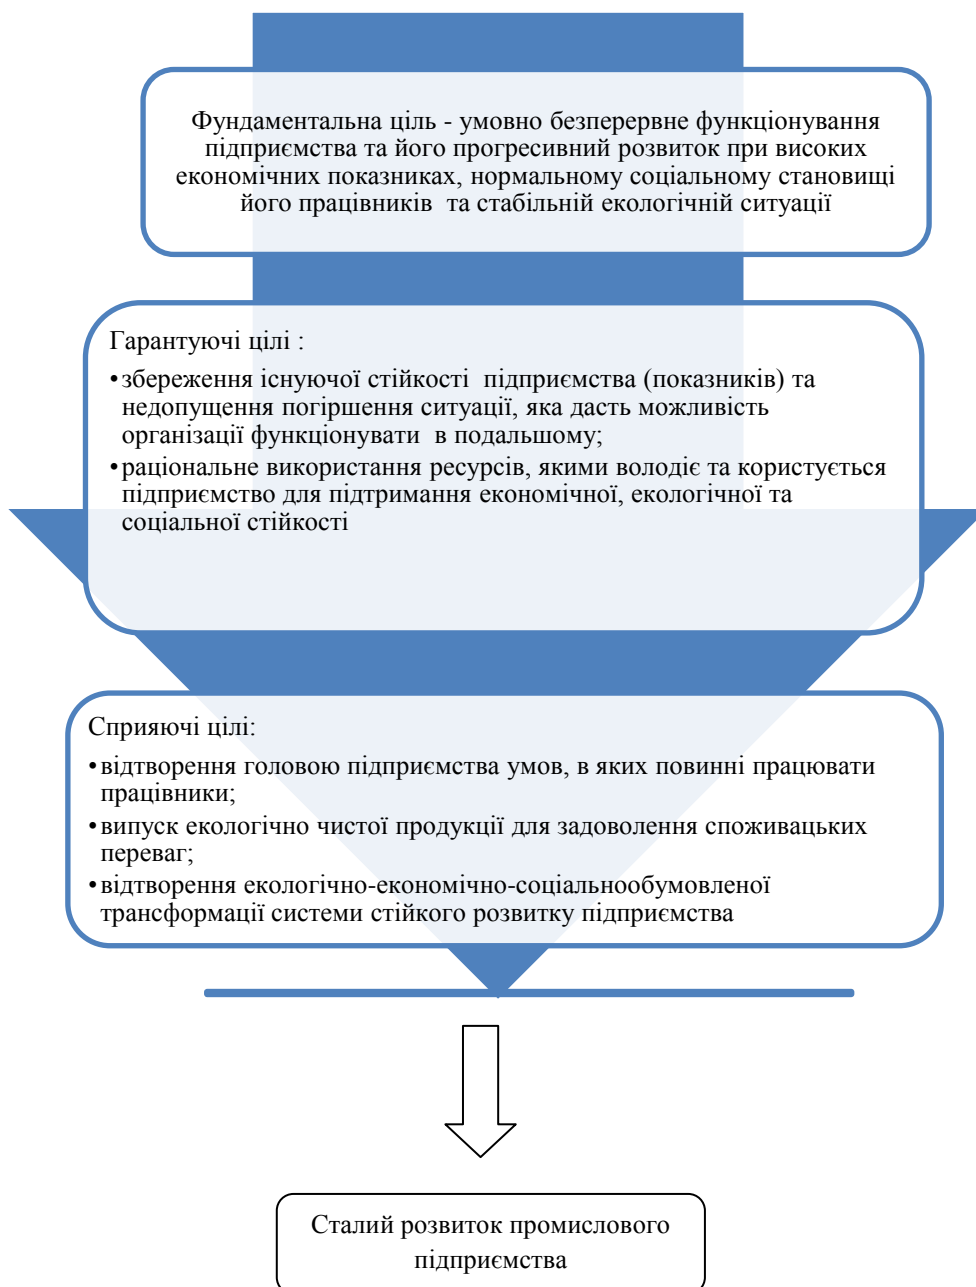 Фундаментальна ціль - умовно безперервне функціонування
підприємства та його прогресивний розвиток при високих
економічних показниках, нормальному соціальному становищі
його працівників та стабільній екологічній ситуації
Гарантуючі цілі :
•збереження існуючої стійкості підприємства (показників) та
недопущення погіршення ситуації, яка дасть можливість
організації функціонувати в подальшому;
•раціональне використання ресурсів, якими володіє та користується
підприємство для підтримання економічної, екологічної та
соціальної стійкості
Сприяючі цілі:
•відтворення головою підприємства умов, в яких повинні працювати
працівники;
•випуск екологічно чистої продукції для задоволення споживацьких
переваг;
•відтворення екологічно-економічно-соціальнообумовленої
трансформації системи стійкого розвитку підприємства
Сталий розвиток промислового
підприємства